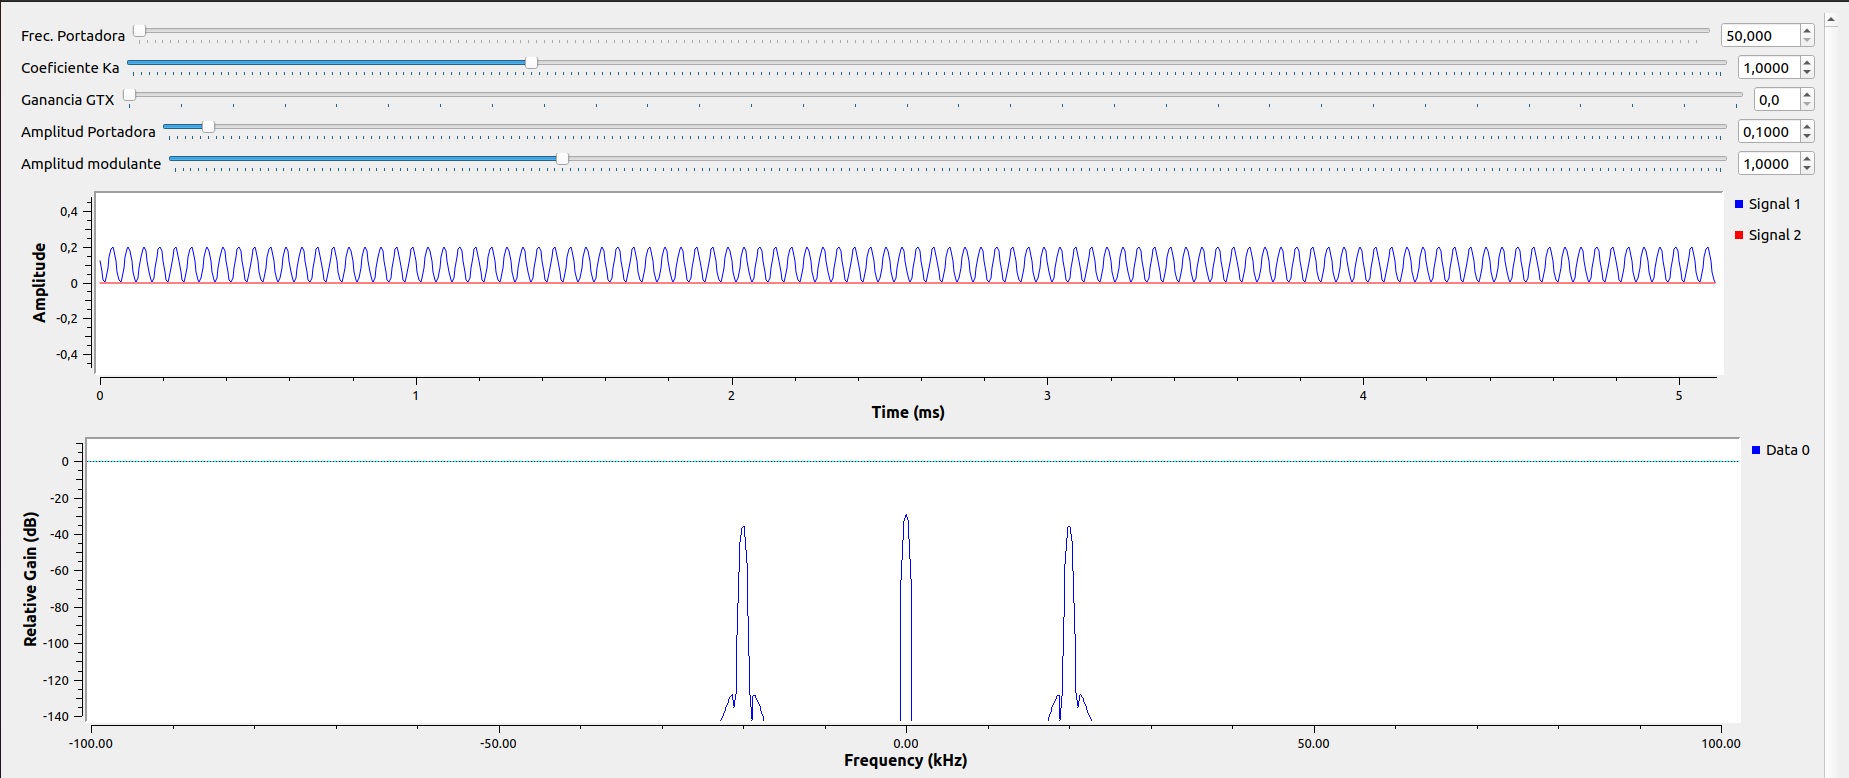 Frec. Portadora 50,000
Coeficiente Ka 1,0000
Ganancia GTX 0,0
Amplitud Portadora 0,1000
Amplitud modulante 1,0000
Signal 1
Signal 2
Amplitude
0,4
0,2
0
-0,2
-0,4
0 1 2 3 4 5
Time (ms)
Data 0
Relative Gain (dB)
0
-20
-40
-60
-80
-100
-120
-140
-100.00 -50.00 0.00 50.00 100.00
Frequency (kHz)